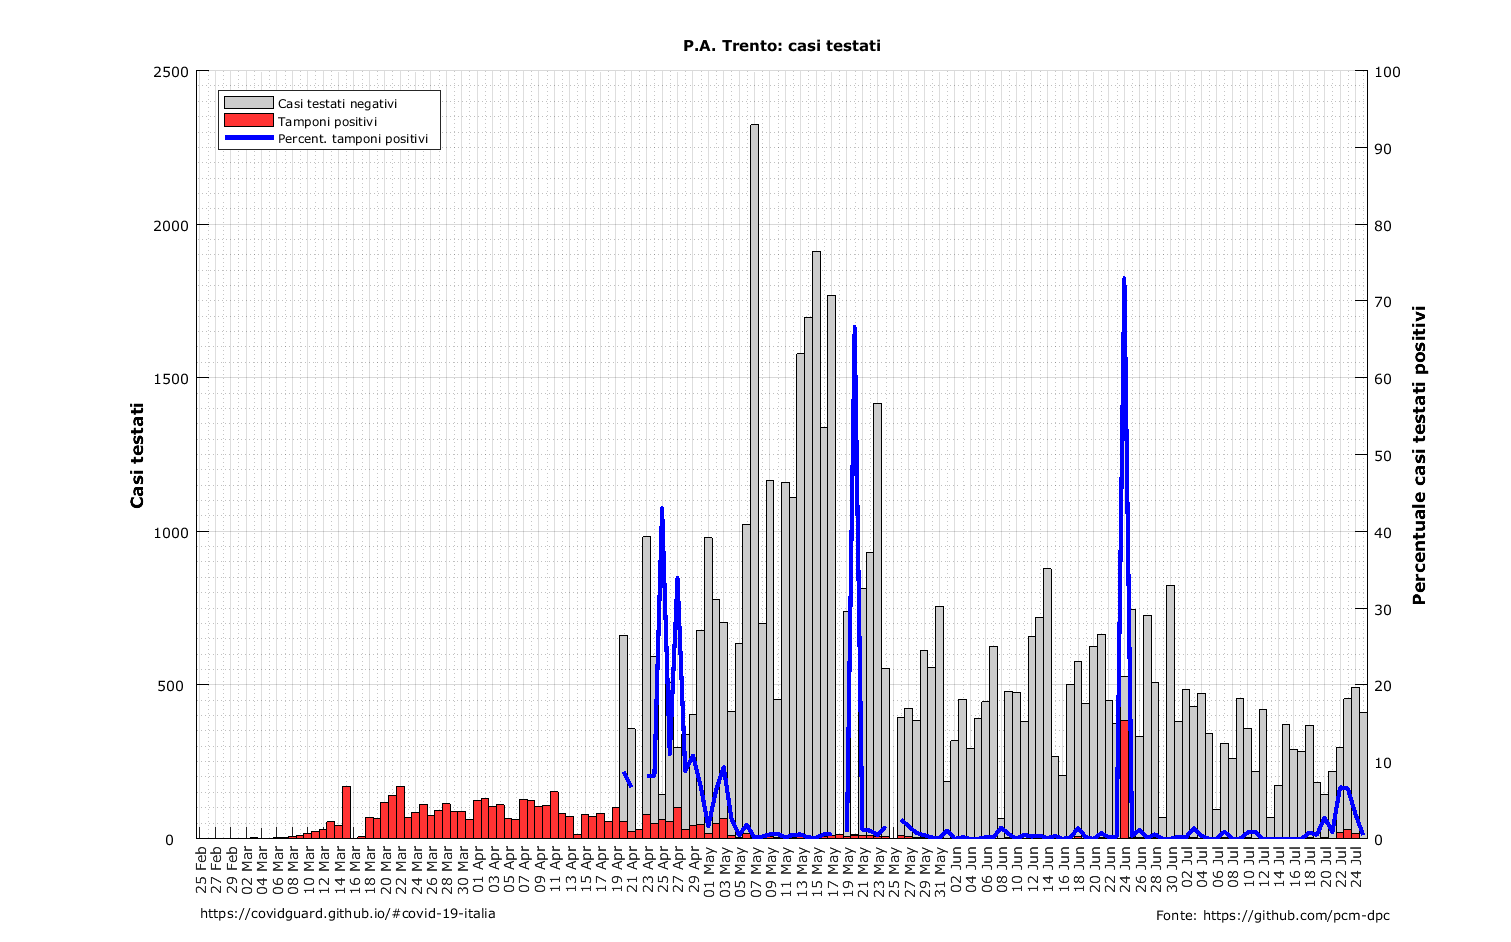 P.A. Trento: casi testati
2500
2000
1500
1000
500
0
Casi testati
Casi testati negativi
Tamponi positivi
Percent. tamponi positivi
100
90
80
70
60
50
40
30
20
10
0
Percentuale casi testati positivi
25 Feb
27 Feb
29 Feb
02 Mar
04 Mar
06 Mar
08 Mar
10 Mar
12 Mar
14 Mar
16 Mar
18 Mar
20 Mar
22 Mar
24 Mar
26 Mar
28 Mar
30 Mar
01 Apr
03 Apr
05 Apr
07 Apr
09 Apr
11 Apr
13 Apr
15 Apr
17 Apr
19 Apr
21 Apr
23 Apr
25 Apr
27 Apr
29 Apr
01 May
03 May
05 May
07 May
09 May
11 May
13 May
15 May
17 May
19 May
21 May
23 May
25 May
27 May
29 May
31 May
02 Jun
04 Jun
06 Jun
08 Jun
10 Jun
12 Jun
14 Jun
16 Jun
18 Jun
20 Jun
22 Jun
24 Jun
26 Jun
28 Jun
30 Jun
02 Jul
04 Jul
06 Jul
08 Jul
10 Jul
12 Jul
14 Jul
16 Jul
18 Jul
20 Jul
22 Jul
24 Jul
https://covidguard.github.io/#covid-19-italia
Fonte: https://github.com/pcm-dpc